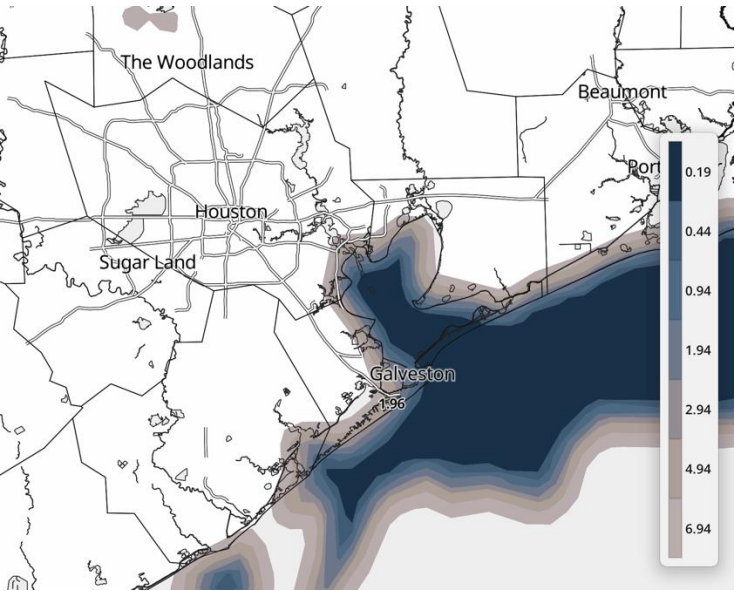 The Woodlands
Beaumont
Port
0.19
Houston
0.44
Sugar Land
0.94
1.94
Galveston
1.96
2.94
4.94
6.94